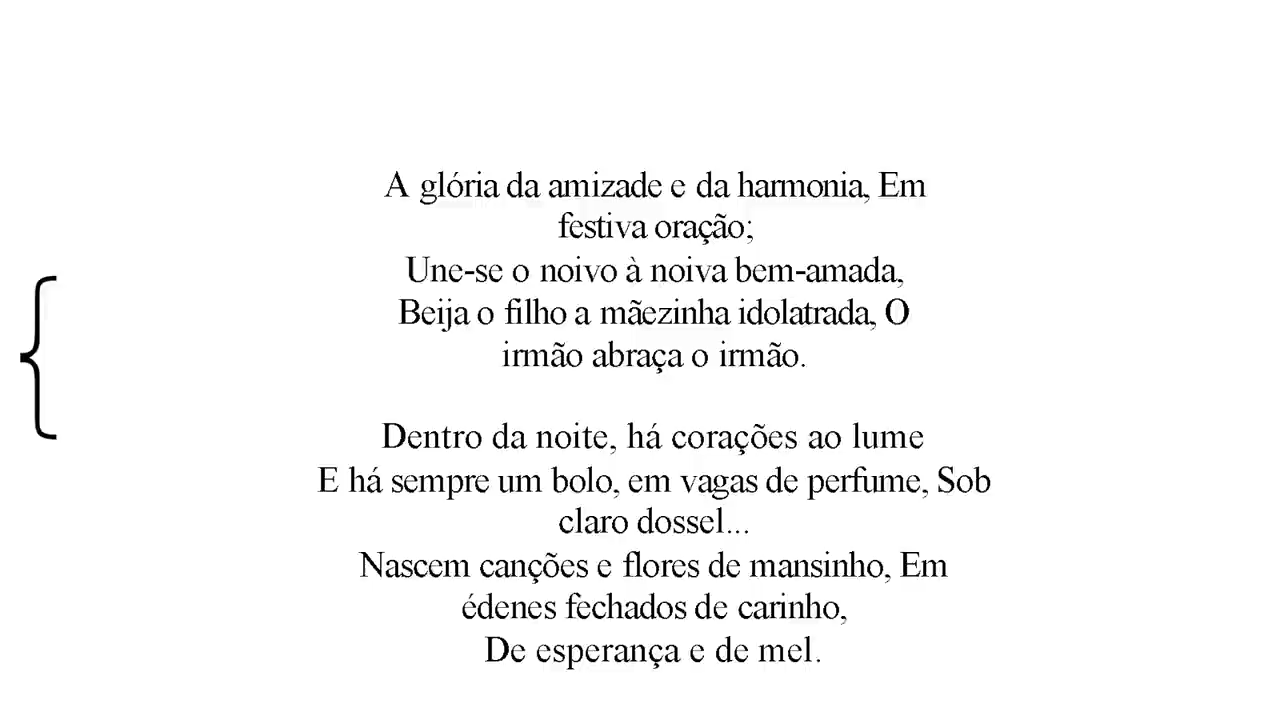 A glória da amizade e da harmonia, Em
festiva oração;
Une-se o noivo à noiva bem-amada,
Beija o filho a mãezinha idolatrada, O
irmão abraça o irmão.
Dentro da noite, há corações ao lume
E há sempre um bolo, em vagas de perfume, Sob
claro dossel...
Nascem canções e flores de mansinho, Em
édenes fechados de carinho,
De esperança e de mel.